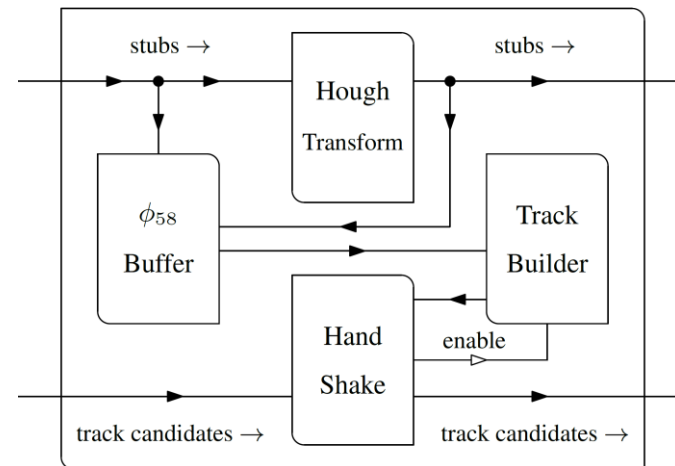 stubs →
stubs →
Hough
Transform
ϕ₅₈
Buffer
Track
Builder
Hand
Shake
enable
track candidates →
track candidates →